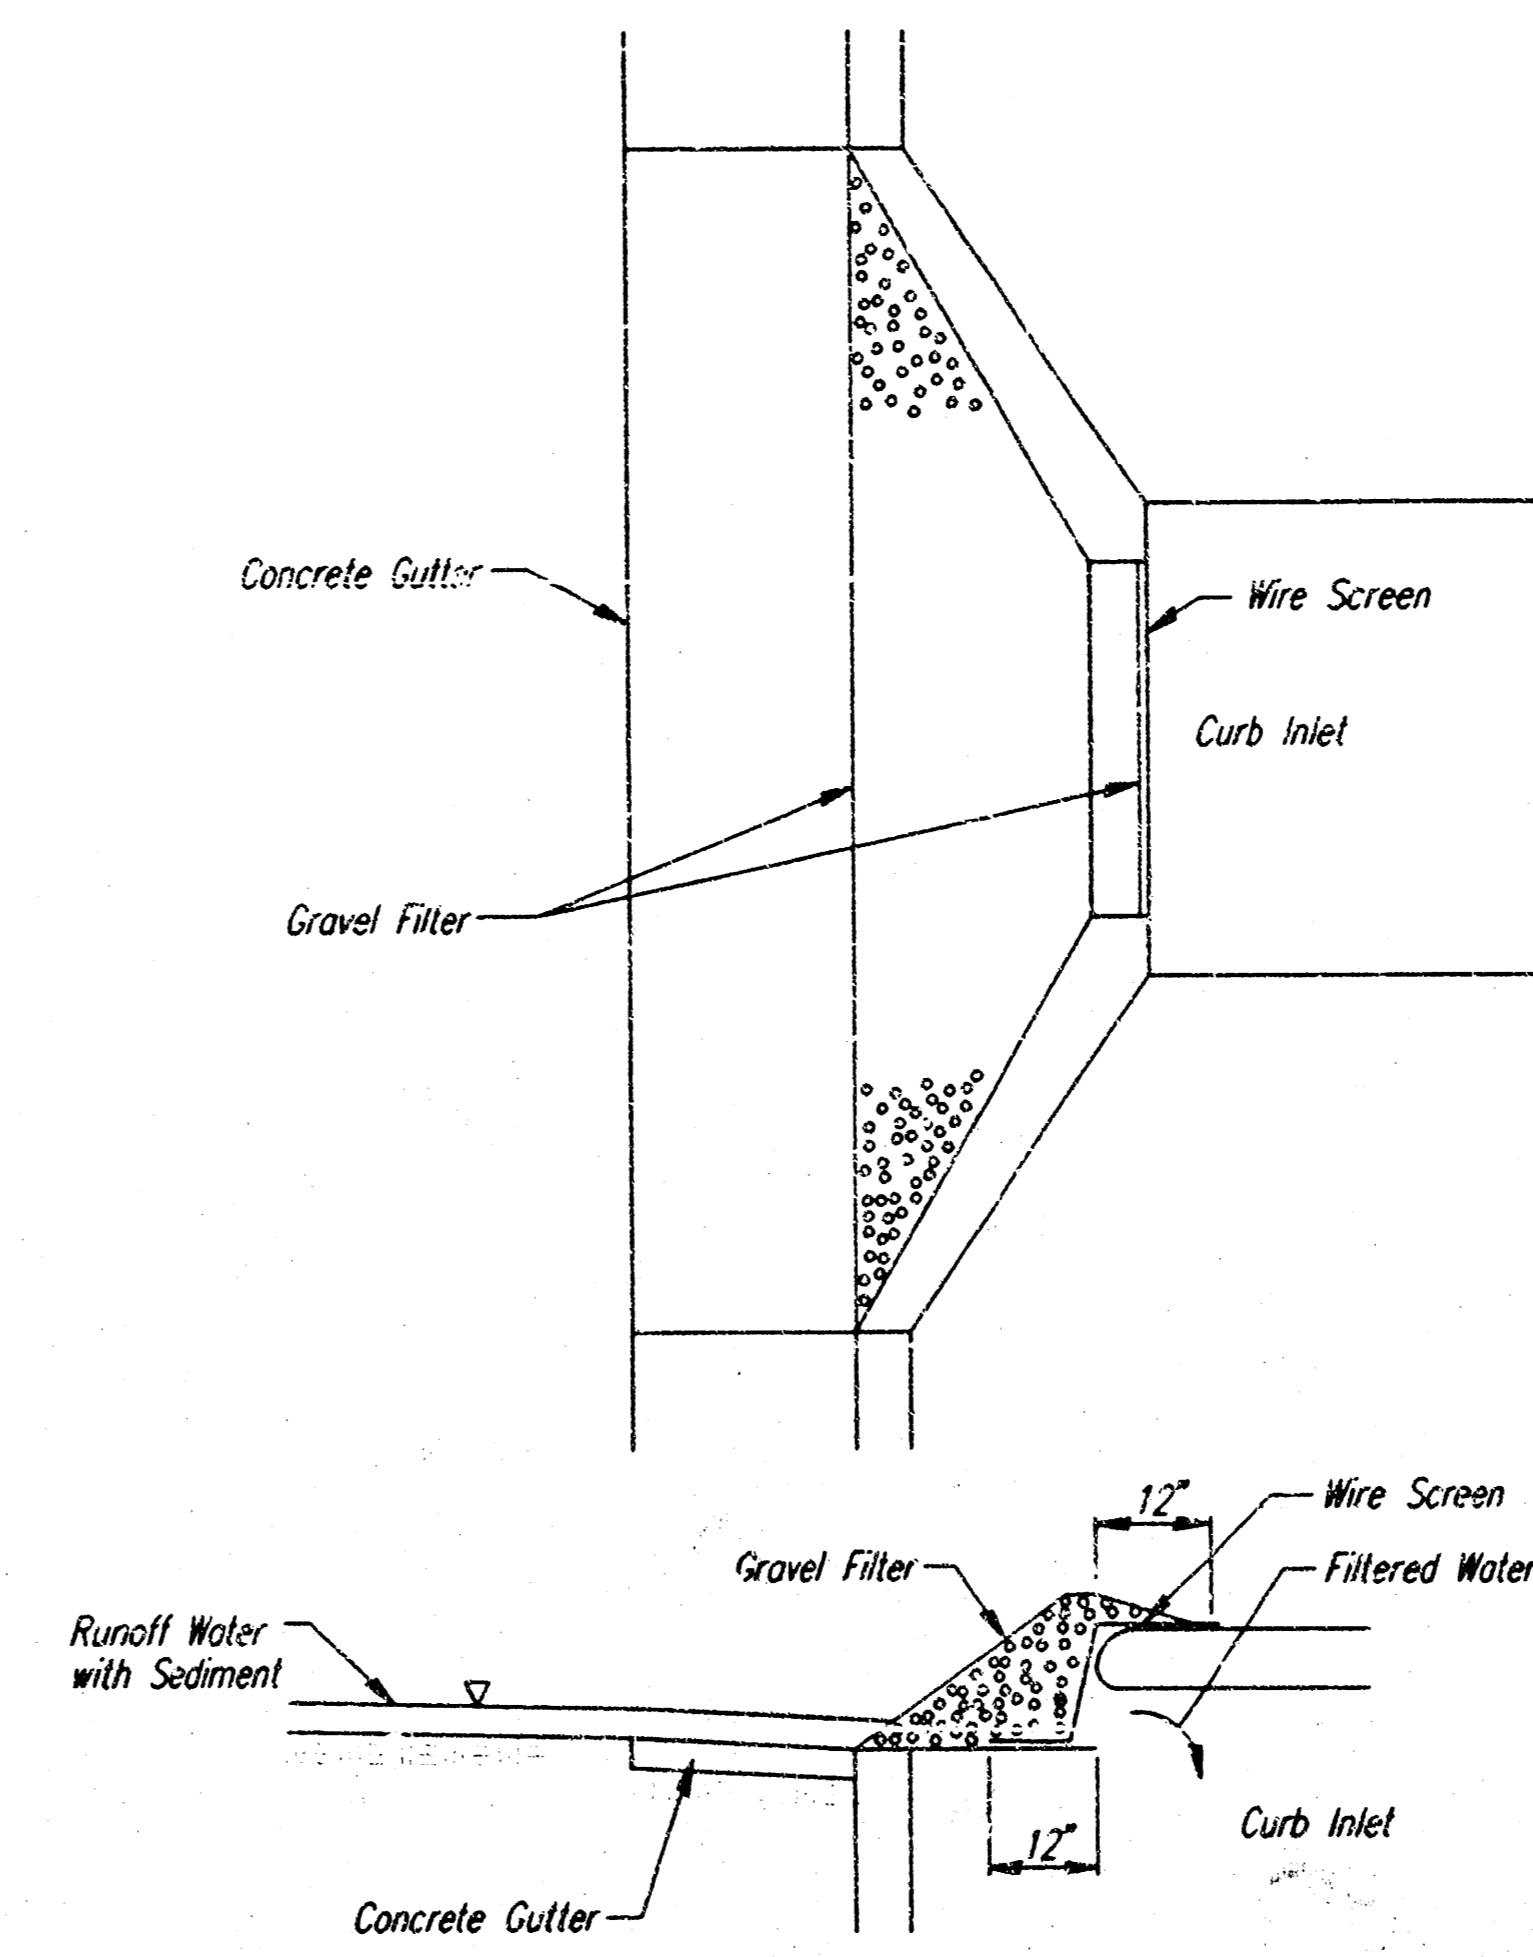 Concrete Gutter
Wire Screen
Curb Inlet
Gravel Filter
12"
Wire Screen
Gravel Filter
Filtered Water
Runoff Water
with Sediment
12"
Curb Inlet
Concrete Gutter